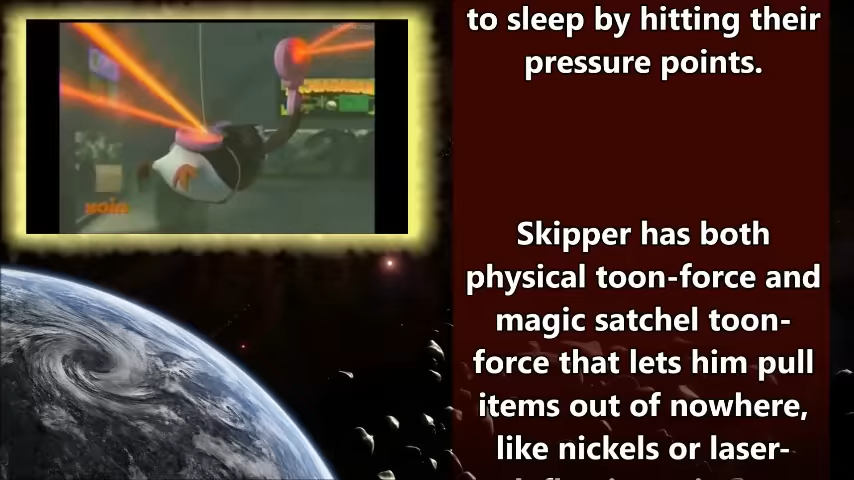 to sleep by hitting their
pressure points.
Skipper has both
physical toon-force and
magic satchel toon-
force that lets him pull
items out of nowhere,
like nickels or laser-